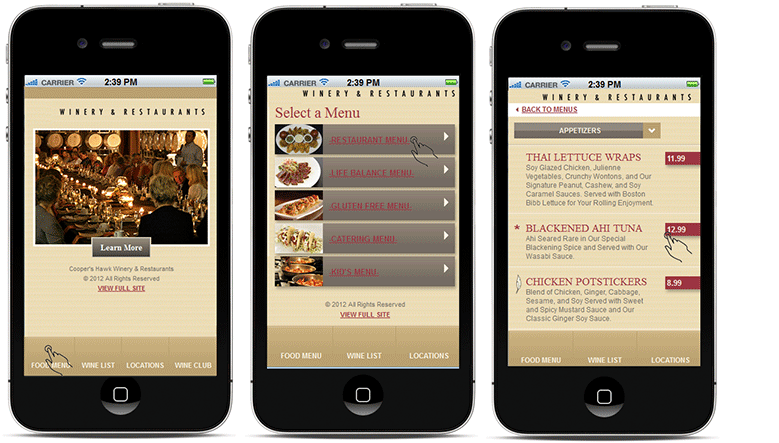 CARRIER 2:39 PM
WINERY & RESTAURANTS
Learn More
Cooper's Hawk Winery & Restaurants
© 2012 All Rights Reserved
VIEW FULL SITE
FOOD MENU WINE LIST LOCATIONS WINE CLUB
CARRIER 2:39 PM
WINERY & RESTAURANTS
Select a Menu
RESTAURANT MENU
LIFE BALANCE MENU
GLUTEN FREE MENU
CATERING MENU
KID'S MENU
© 2012 All Rights Reserved
VIEW FULL SITE
FOOD MENU WINE LIST LOCATIONS
CARRIER 2:39 PM
WINERY & RESTAURANTS
BACK TO MENUS
APPETIZERS
THAI LETTUCE WRAPS 11.99
Soy Glazed Chicken, Julienne
Vegetables, Crunchy Wontons, and Our
Signature Peanut, Cashew, and Soy
Caramel Sauces. Served with Boston
Bibb Lettuce for Your Rolling Enjoyment.
* BLACKENED AHI TUNA 12.99
Ahi Seared Rare in Our Special
Blackening Spice and Served with Our
Wasabi Sauce.
CHICKEN POTSTICKERS 8.99
Blend of Chicken, Ginger, Cabbage,
Sesame, and Soy Served with Sweet
and Spicy Mustard Sauce and Our
Classic Ginger Soy Sauce.
FOOD MENU WINE LIST LOCATIONS